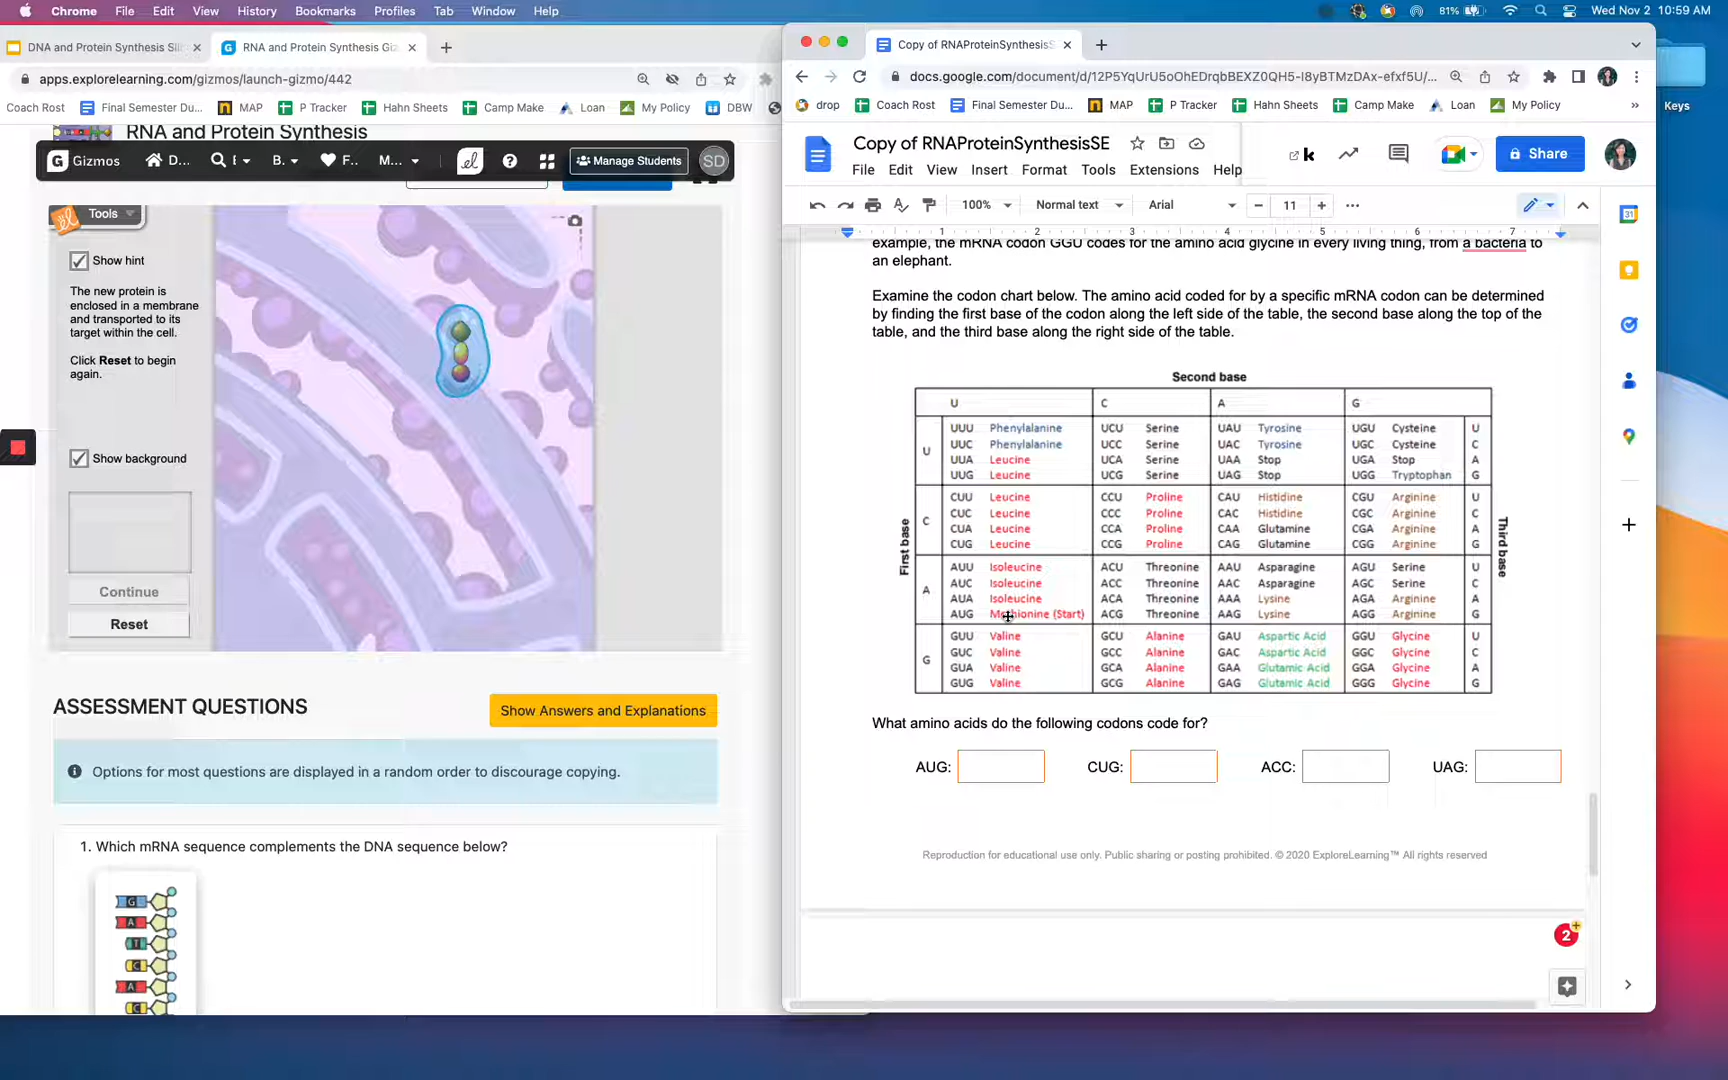 Chrome File Edit View History Bookmarks Profiles Tab Window Help 81% Wed Nov 2 10:59 AM
DNA and Protein Synthesis Sli × RNA and Protein Synthesis Giz × +
apps.explorelearning.com/gizmos/launch-gizmo/442
Coach Rost Final Semester Du... MAP P Tracker Hahn Sheets Camp Make Loan My Policy DBW
RNA and Protein Synthesis
G Gizmos D... B... F... M... el Manage Students SD
Tools
Show hint
The new protein is
enclosed in a membrane
and transported to its
target within the cell.
Click Reset to begin
again.
Show background
Continue
Reset
ASSESSMENT QUESTIONS
Show Answers and Explanations
Options for most questions are displayed in a random order to discourage copying.
1. Which mRNA sequence complements the DNA sequence below?
G
A
T
C
A
C
Copy of RNAProteinSynthesisS × +
docs.google.com/document/d/12P5YqUrU5oOhEDrqbBEXZ0QH5-I8yBTMzDAx-efxf5U/...
drop Coach Rost Final Semester Du... MAP P Tracker Hahn Sheets Camp Make Loan My Policy »
Copy of RNAProteinSynthesisSE
k
Share
File Edit View Insert Format Tools Extensions Help
100% Normal text Arial − 11 +
1 2 3 4 5 6 7
example, the mRNA codon GGU codes for the amino acid glycine in every living thing, from a bacteria to
an elephant.
Examine the codon chart below. The amino acid coded for by a specific mRNA codon can be determined
by finding the first base of the codon along the left side of the table, the second base along the top of the
table, and the third base along the right side of the table.
Second base
U C A G
First base
Third base
U
UUU Phenylalanine UCU Serine UAU Tyrosine UGU Cysteine U
UUC Phenylalanine UCC Serine UAC Tyrosine UGC Cysteine C
UUA Leucine UCA Serine UAA Stop UGA Stop A
UUG Leucine UCG Serine UAG Stop UGG Tryptophan G
C
CUU Leucine CCU Proline CAU Histidine CGU Arginine U
CUC Leucine CCC Proline CAC Histidine CGC Arginine C
CUA Leucine CCA Proline CAA Glutamine CGA Arginine A
CUG Leucine CCG Proline CAG Glutamine CGG Arginine G
A
AUU Isoleucine ACU Threonine AAU Asparagine AGU Serine U
AUC Isoleucine ACC Threonine AAC Asparagine AGC Serine C
AUA Isoleucine ACA Threonine AAA Lysine AGA Arginine A
AUG Methionine (Start) ACG Threonine AAG Lysine AGG Arginine G
G
GUU Valine GCU Alanine GAU Aspartic Acid GGU Glycine U
GUC Valine GCC Alanine GAC Aspartic Acid GGC Glycine C
GUA Valine GCA Alanine GAA Glutamic Acid GGA Glycine A
GUG Valine GCG Alanine GAG Glutamic Acid GGG Glycine G
What amino acids do the following codons code for?
AUG: CUG: ACC: UAG:
Reproduction for educational use only. Public sharing or posting prohibited. © 2020 ExploreLearning™ All rights reserved
2
31
Keys